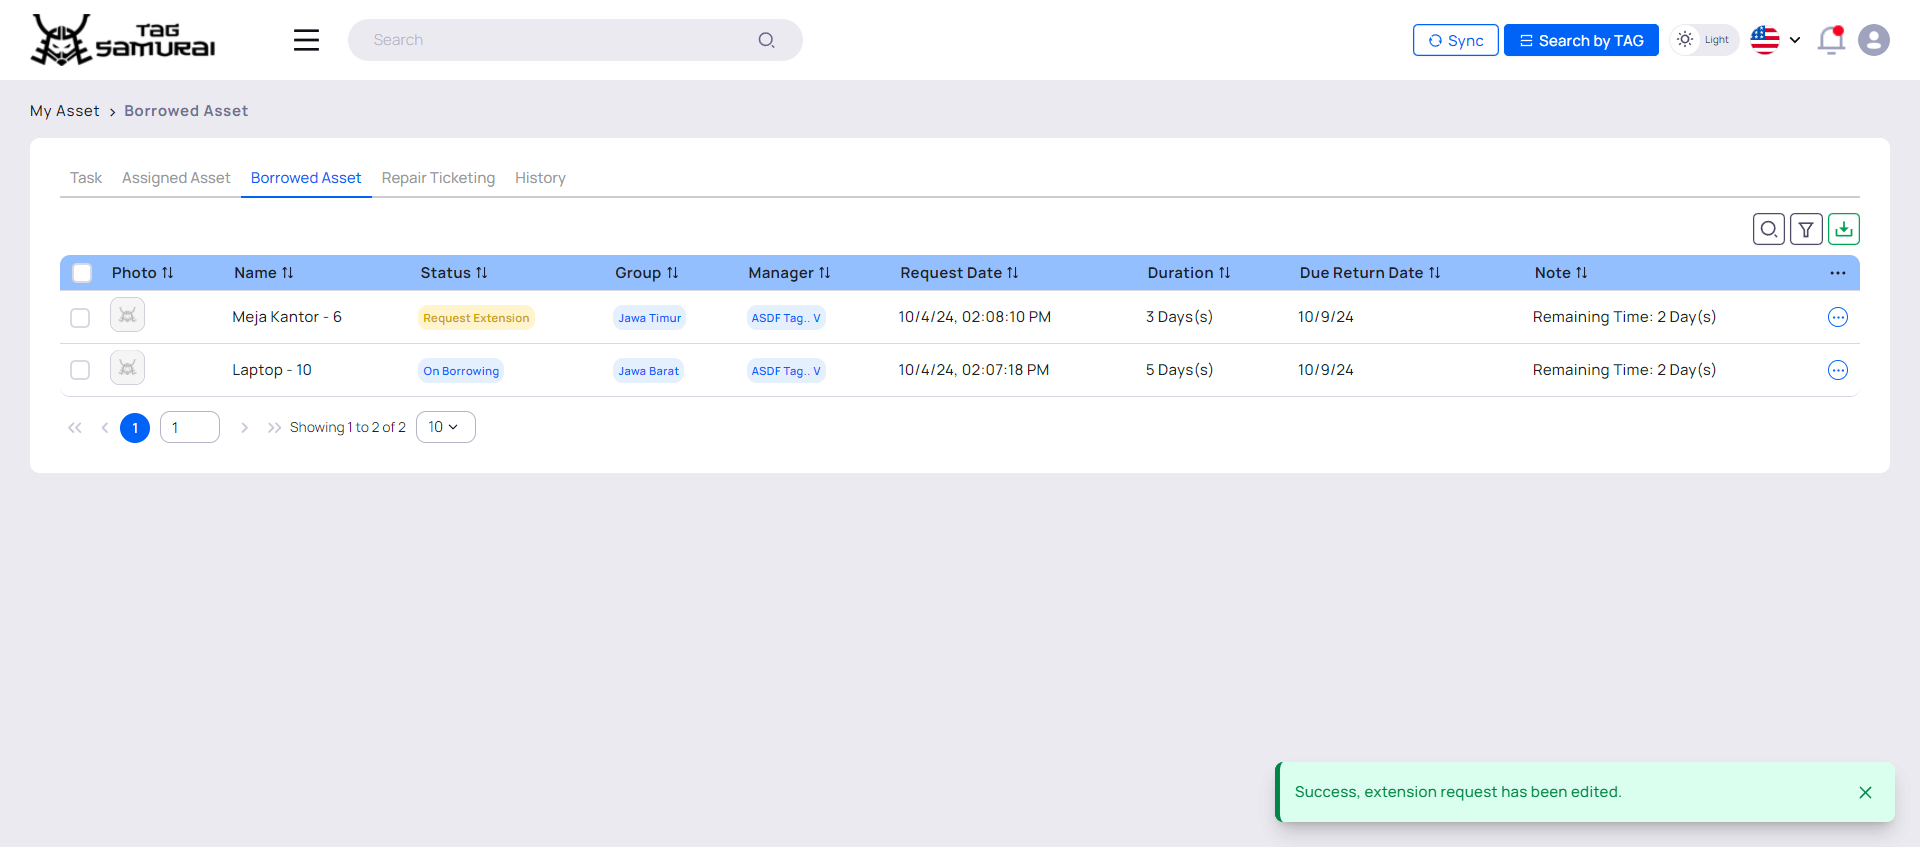 TAG SAMURAI
Search
Sync
Search by TAG
Light
My Asset > Borrowed Asset
Task Assigned Asset Borrowed Asset Repair Ticketing History
Photo Name Status Group Manager Request Date Duration Due Return Date Note
Meja Kantor - 6 Request Extension Jawa Timur ASDF Tag.. V 10/4/24, 02:08:10 PM 3 Days(s) 10/9/24 Remaining Time: 2 Day(s)
Laptop - 10 On Borrowing Jawa Barat ASDF Tag.. V 10/4/24, 02:07:18 PM 5 Days(s) 10/9/24 Remaining Time: 2 Day(s)
1 1 Showing 1 to 2 of 2 10
Success, extension request has been edited.